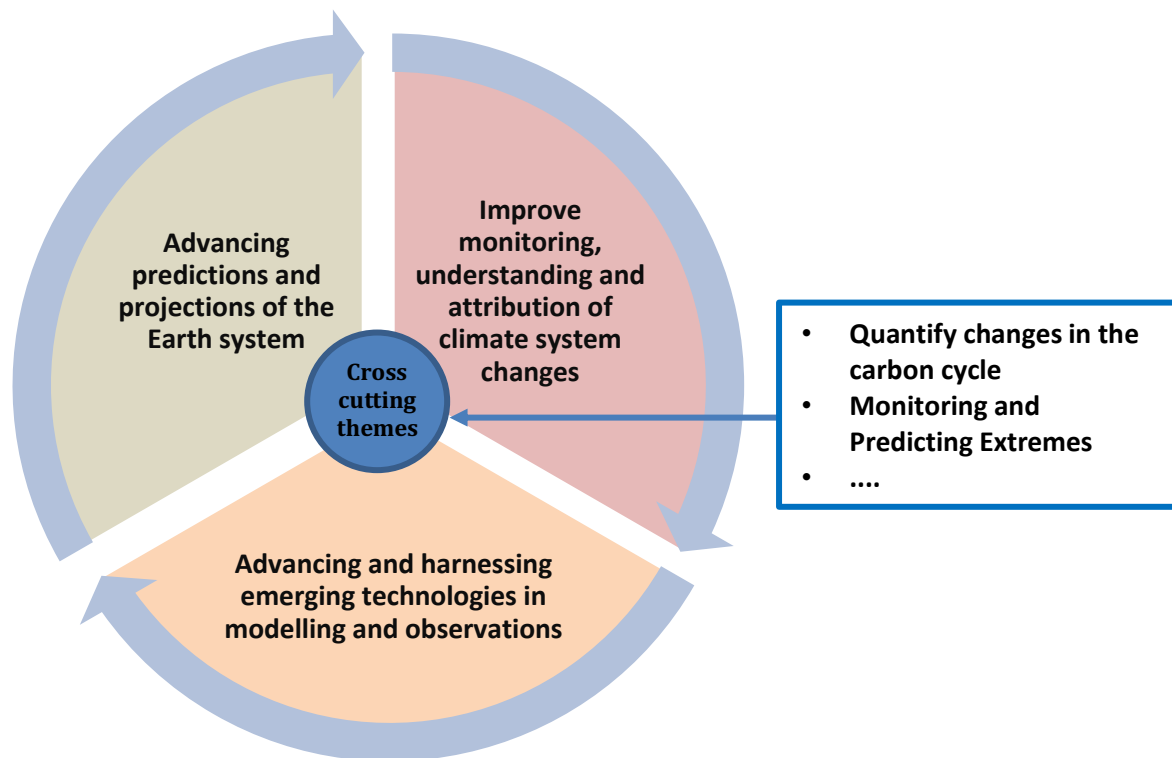 Advancing
predictions and
projections of the
Earth system
Improve
monitoring,
understanding and
attribution of
climate system
changes
Cross
cutting
themes
Advancing and harnessing
emerging technologies in
modelling and observations
• Quantify changes in the
carbon cycle
• Monitoring and
Predicting Extremes
• ....